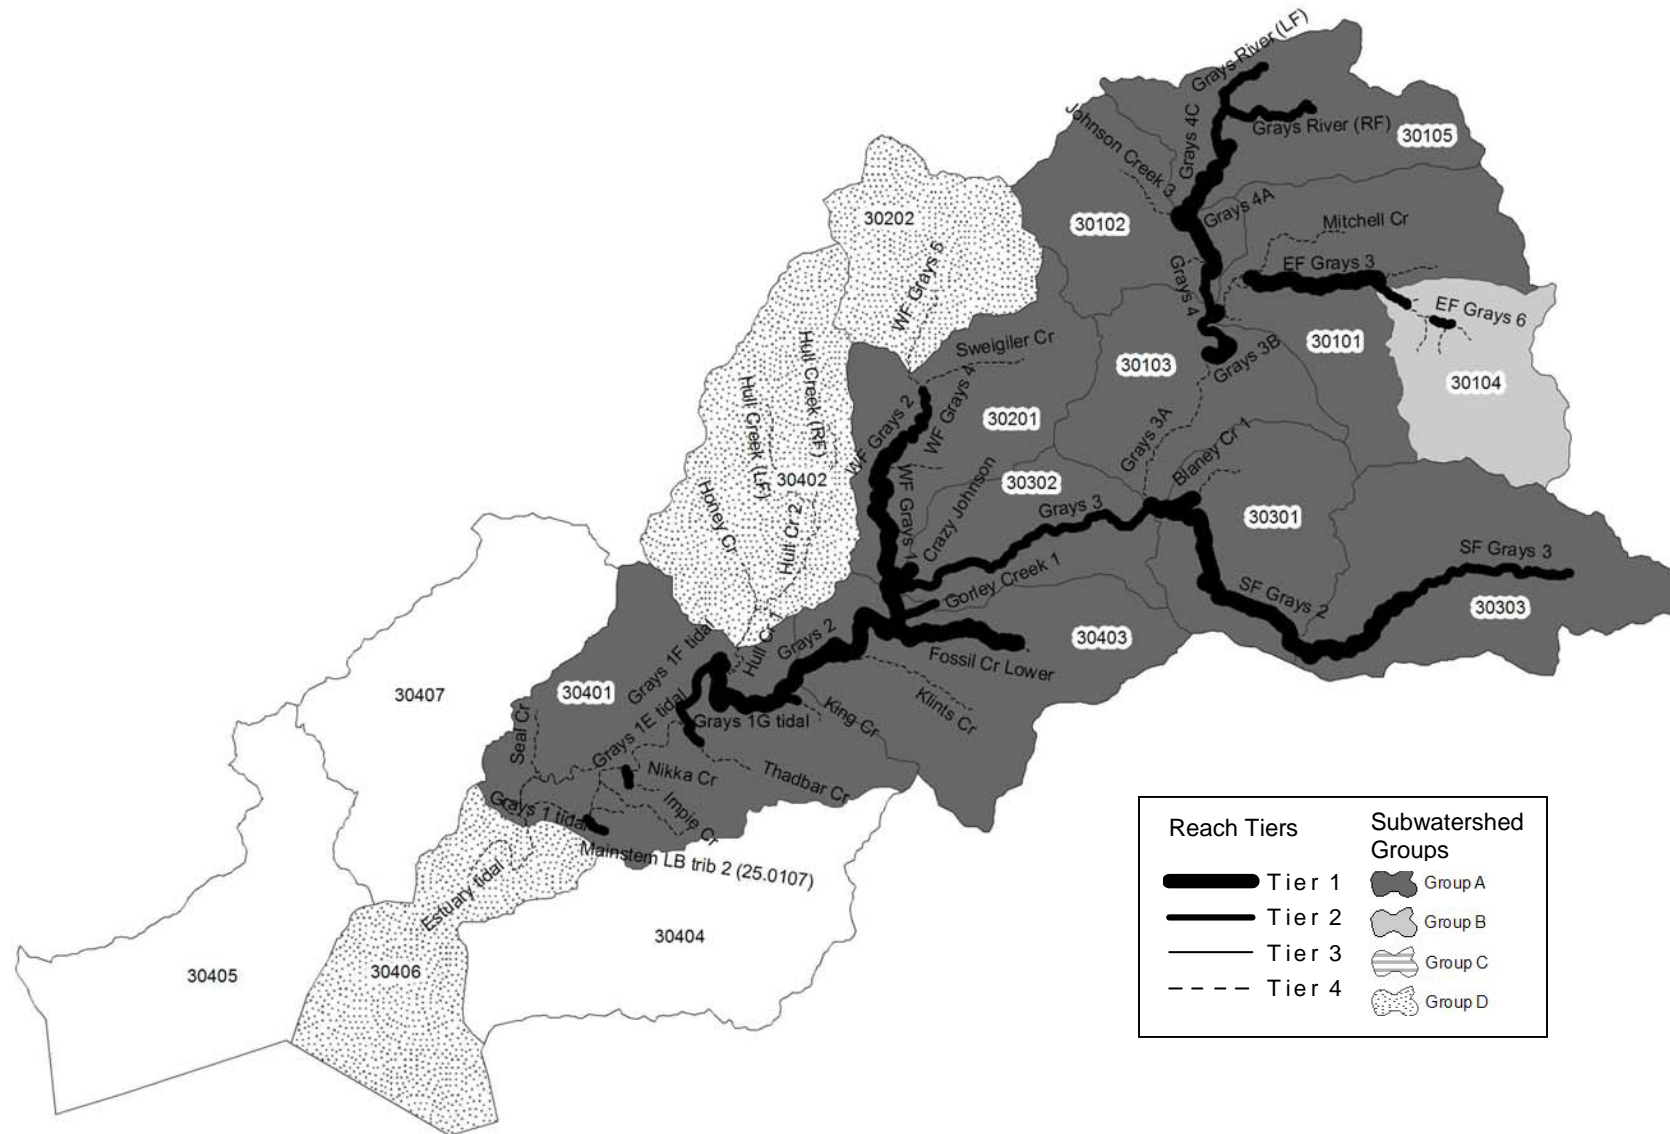 Grays River (LF)
Grays 4C
Johnson Creek 3
Grays River (RF)
30105
30202
30102
Grays 4A
Mitchell Cr
EF Grays 3
WF Grays 5
Grays 4
EF Grays 6
Sweigiler Cr
30103
Grays 3B
30101
30104
Hull Creek (RF)
Hull Creek (LF)
WF Grays 2
WF Grays 4
30201
Grays 3A
Blaney Cr 1
30402
Honey Cr
Hull Cr 2
WF Grays 1
Crazy Johnson
30302
Grays 3
30301
SF Grays 3
SF Grays 2
30303
Gorley Creek 1
Grays 2
Hull Cr 1
30403
Fossil Cr Lower
Grays 1F tidal
30407
30401
Klints Cr
King Cr
Grays 1G tidal
Grays 1E tidal
Seal Cr
Nikka Cr
Thadbar Cr
Impie Cr
Grays 1 tidal
Mainstem LB trib 2 (25.0107)
Estuary tidal
30404
30405
30406
Reach Tiers
Tier 1
Tier 2
Tier 3
Tier 4
Subwatershed
Groups
Group A
Group B
Group C
Group D